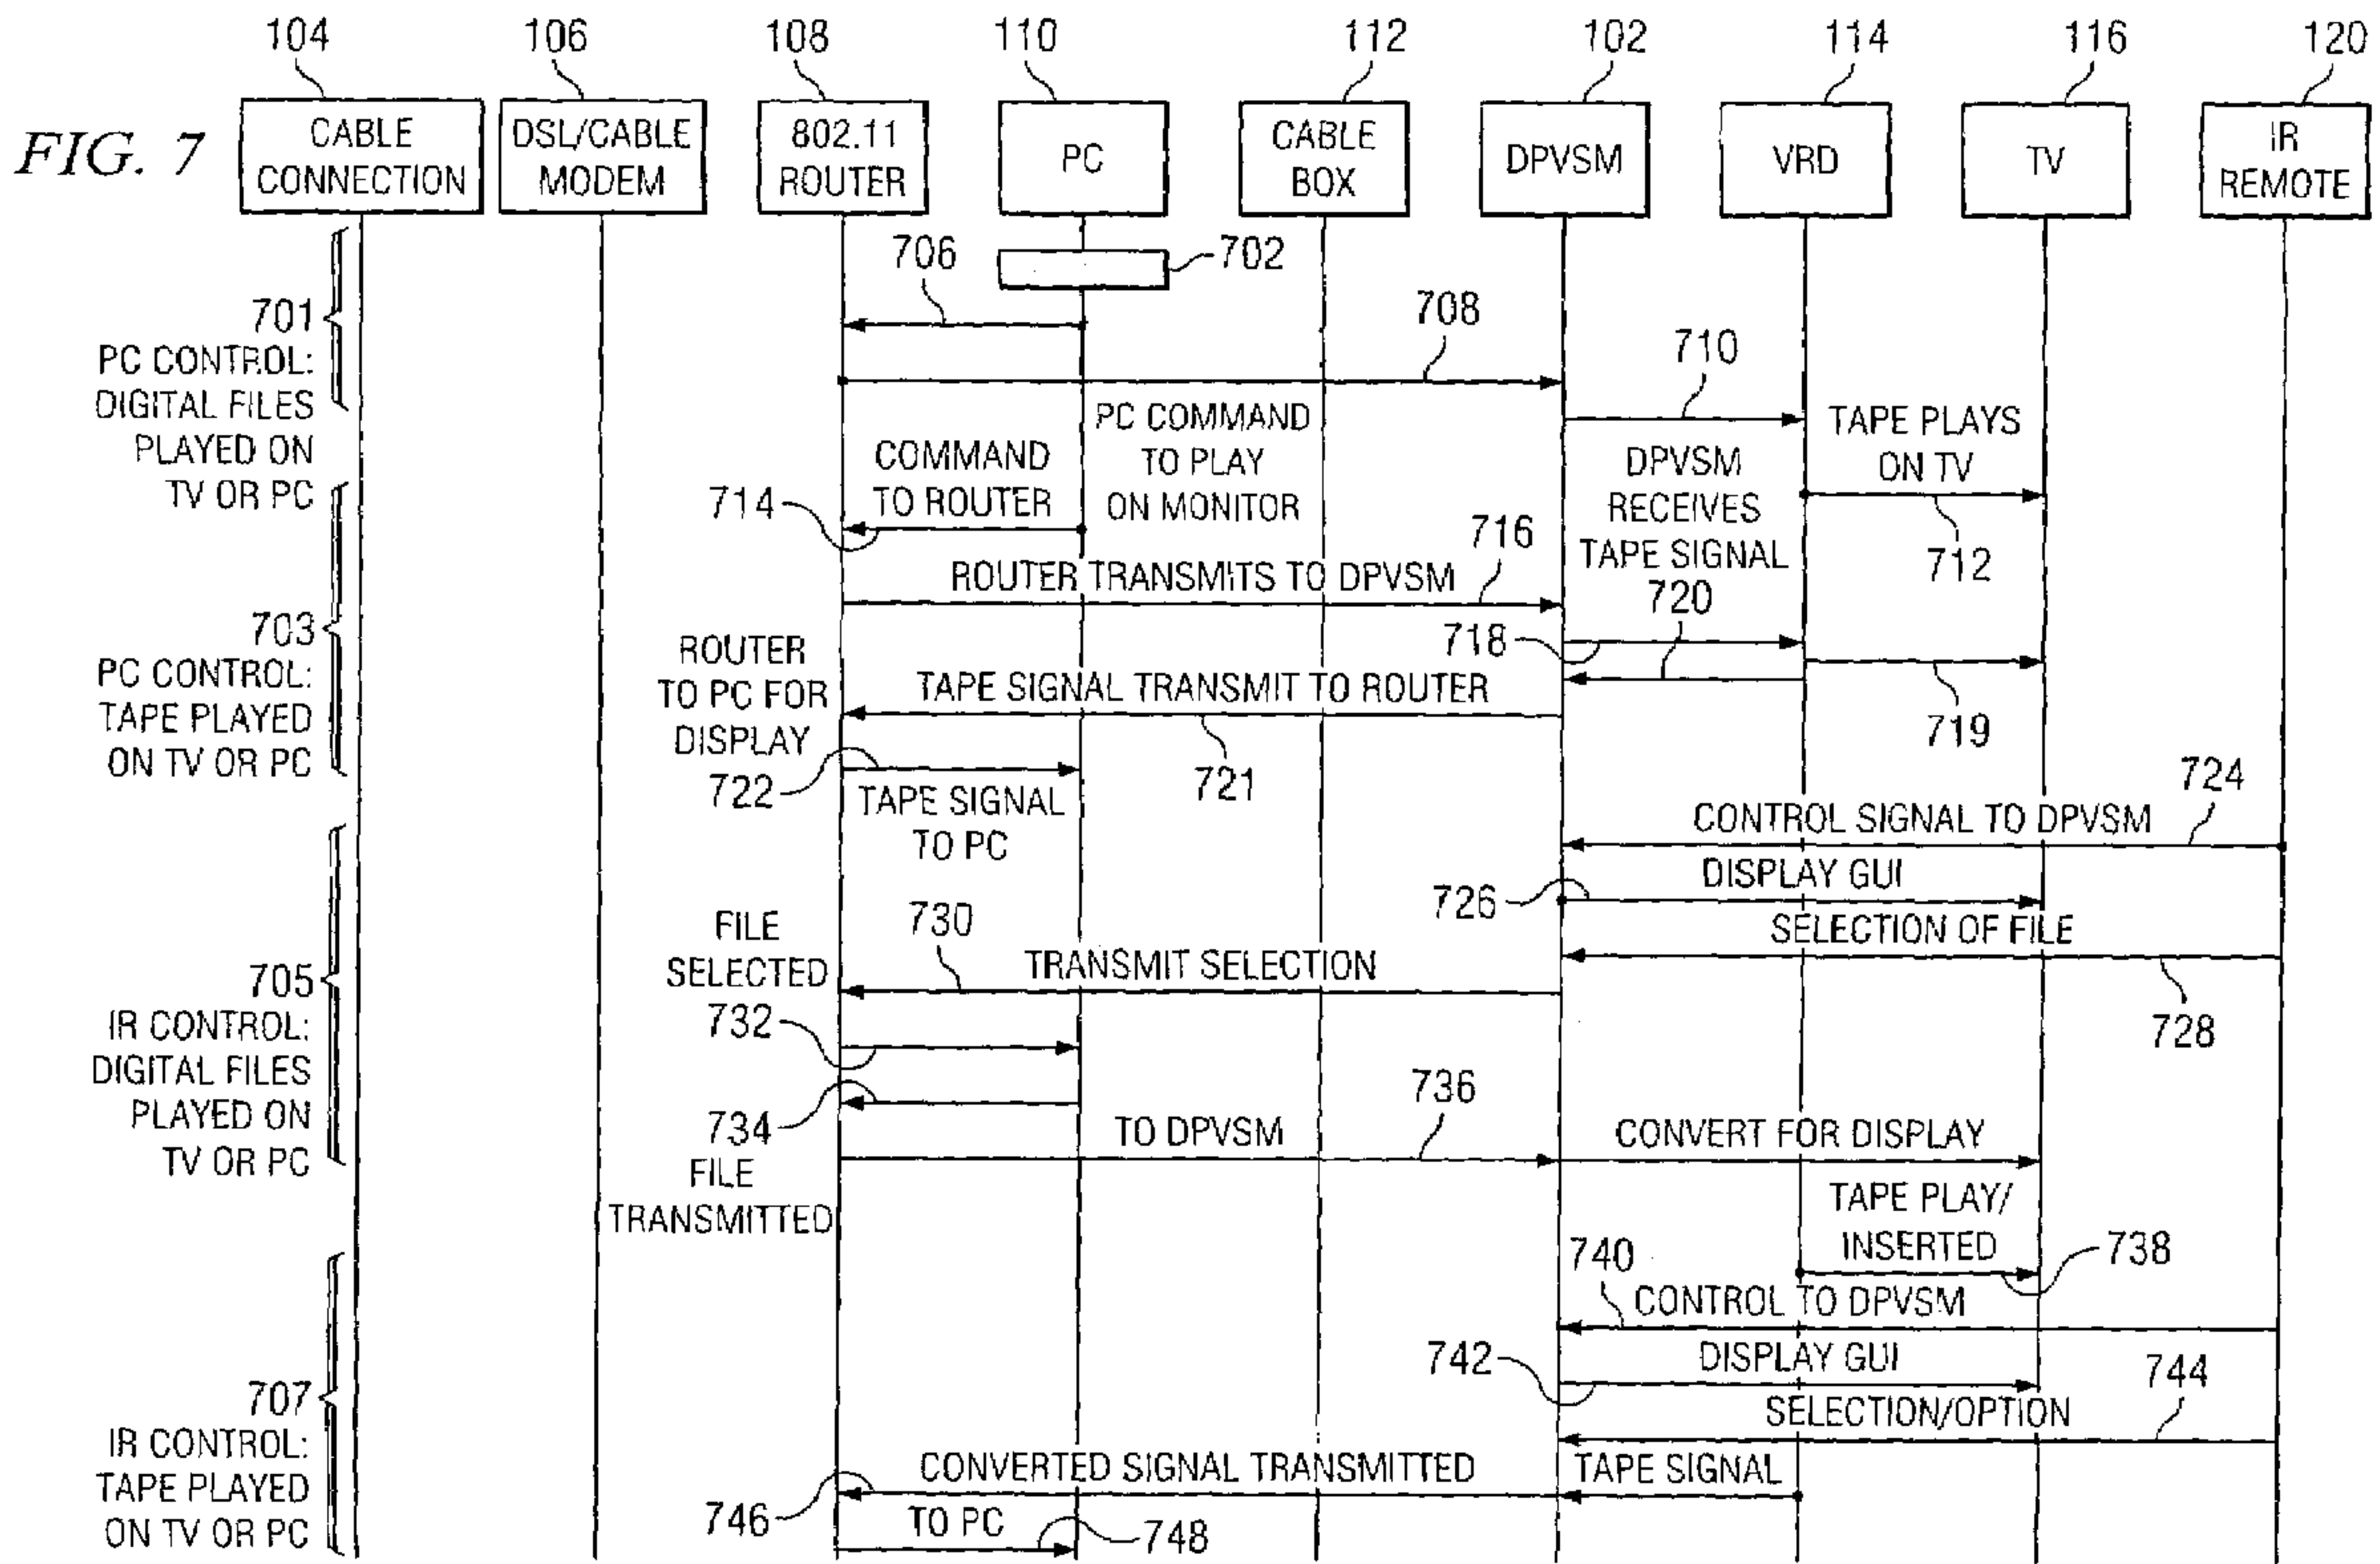 FIG. 7
104
106
108
110
112
102
114
116
120
CABLE
CONNECTION
DSL/CABLE
MODEM
802.11
ROUTER
PC
CABLE
BOX
DPVSM
VRD
TV
IR
REMOTE
702
706
708
710
701
PC CONTROL:
DIGITAL FILES
PLAYED ON
TV OR PC
PC COMMAND
TO PLAY
ON MONITOR
TAPE PLAYS
ON TV
712
COMMAND
TO ROUTER
714
DPVSM
RECEIVES
TAPE SIGNAL
720
ROUTER TRANSMITS TO DPVSM
716
703
PC CONTROL:
TAPE PLAYED
ON TV OR PC
718
719
ROUTER
TO PC FOR
DISPLAY
722
TAPE SIGNAL TRANSMIT TO ROUTER
721
TAPE SIGNAL
TO PC
724
CONTROL SIGNAL TO DPVSM
DISPLAY GUI
726
SELECTION OF FILE
728
705
IR CONTROL:
DIGITAL FILES
PLAYED ON
TV OR PC
FILE
SELECTED
730
TRANSMIT SELECTION
732
734
736
TO DPVSM
CONVERT FOR DISPLAY
FILE
TRANSMITTED
TAPE PLAY/
INSERTED
738
740
CONTROL TO DPVSM
742
DISPLAY GUI
744
SELECTION/OPTION
707
IR CONTROL:
TAPE PLAYED
ON TV OR PC
CONVERTED SIGNAL TRANSMITTED
TAPE SIGNAL
746
TO PC
748